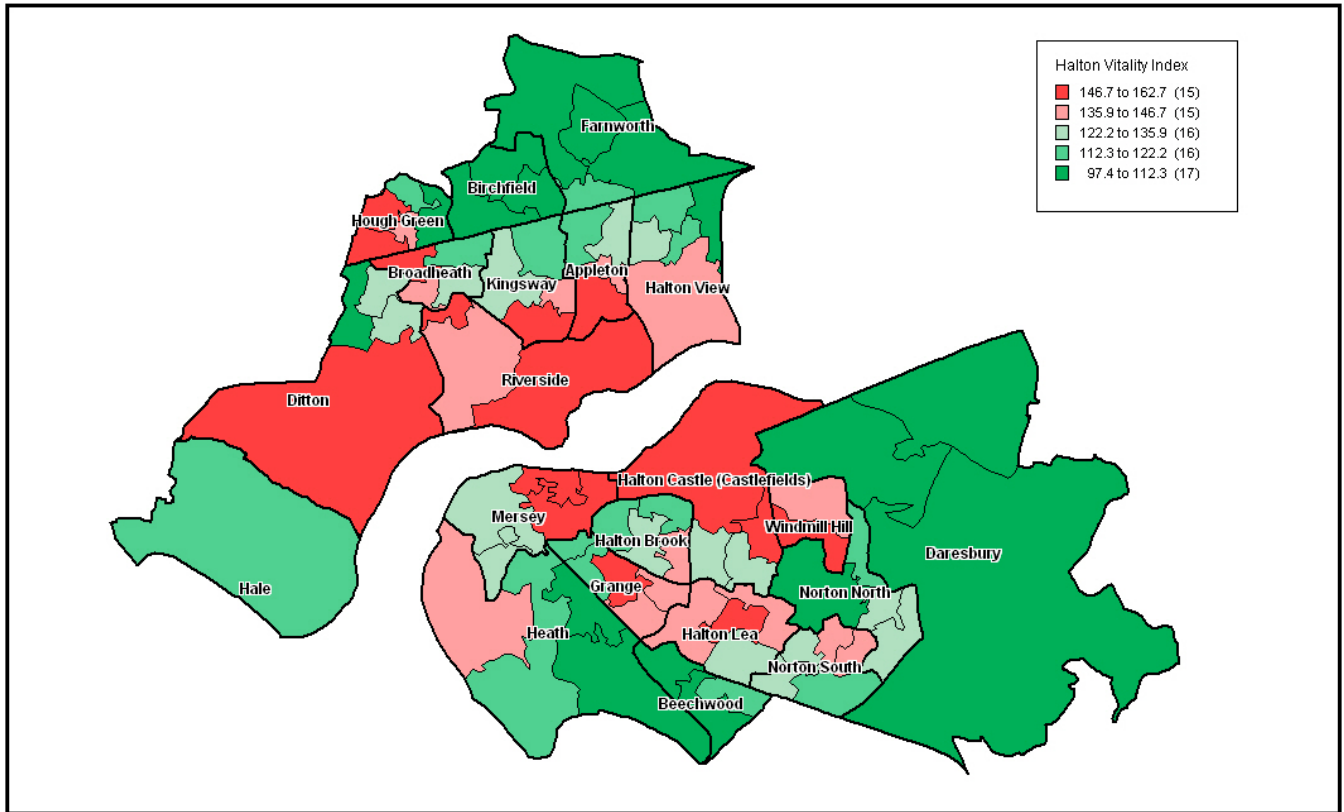 Halton Vitality Index
146.7 to 162.7 (15)
135.9 to 146.7 (15)
122.2 to 135.9 (16)
112.3 to 122.2 (16)
97.4 to 112.3 (17)
Farnworth
Birchfield
Hough Green
Broadheath
Appleton
Kingsway
Halton View
Riverside
Ditton
Halton Castle (Castlefields)
Mersey
Windmill Hill
Halton Brook
Daresbury
Hale
Grange
Norton North
Heath
Halton Lea
Norton South
Beechwood